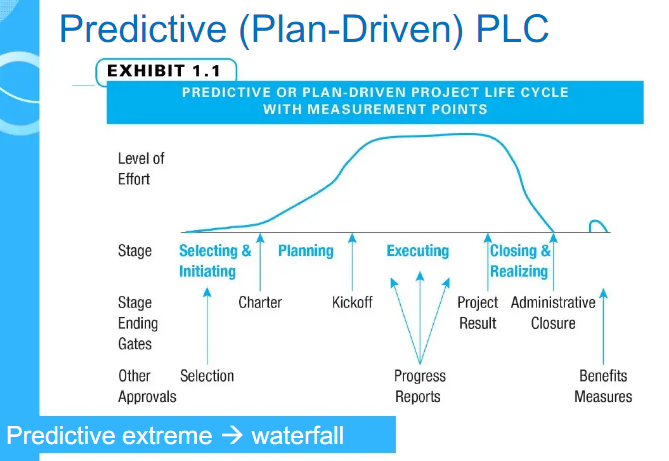 Predictive (Plan-Driven) PLC
EXHIBIT 1.1
PREDICTIVE OR PLAN-DRIVEN PROJECT LIFE CYCLE
WITH MEASUREMENT POINTS
Level of
Effort
Stage
Selecting &
Initiating
Planning
Executing
Closing &
Realizing
Stage
Ending
Gates
Charter
Kickoff
Project
Result
Administrative
Closure
Other
Approvals
Selection
Progress
Reports
Benefits
Measures
Predictive extreme → waterfall